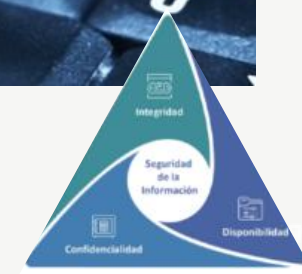 Integridad
Seguridad
de la
Información
Disponibilidad
Confidencialidad